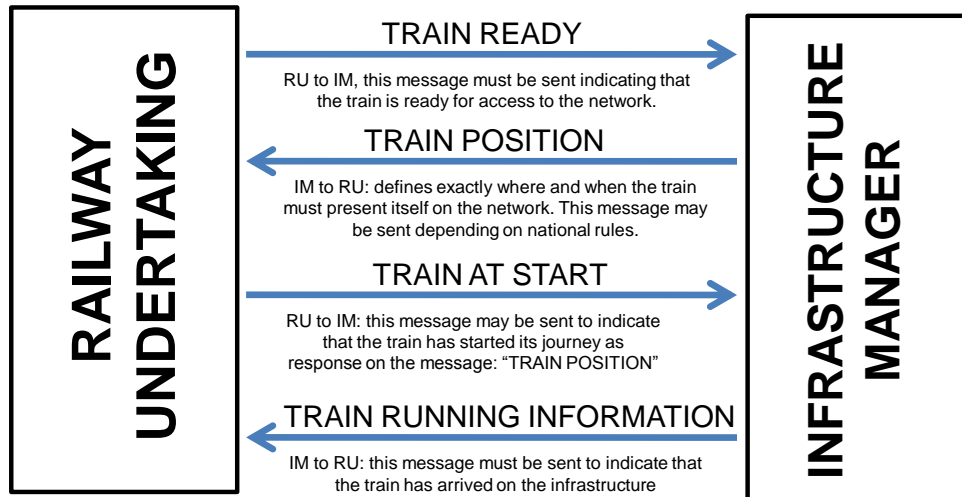 RAILWAY
UNDERTAKING
TRAIN READY
RU to IM, this message must be sent indicating that
the train is ready for access to the network.
TRAIN POSITION
IM to RU: defines exactly where and when the train
must present itself on the network. This message may
be sent depending on national rules.
TRAIN AT START
RU to IM: this message may be sent to indicate
that the train has started its journey as
response on the message: “TRAIN POSITION”
TRAIN RUNNING INFORMATION
IM to RU: this message must be sent to indicate that
the train has arrived on the infrastructure
INFRASTRUCTURE
MANAGER